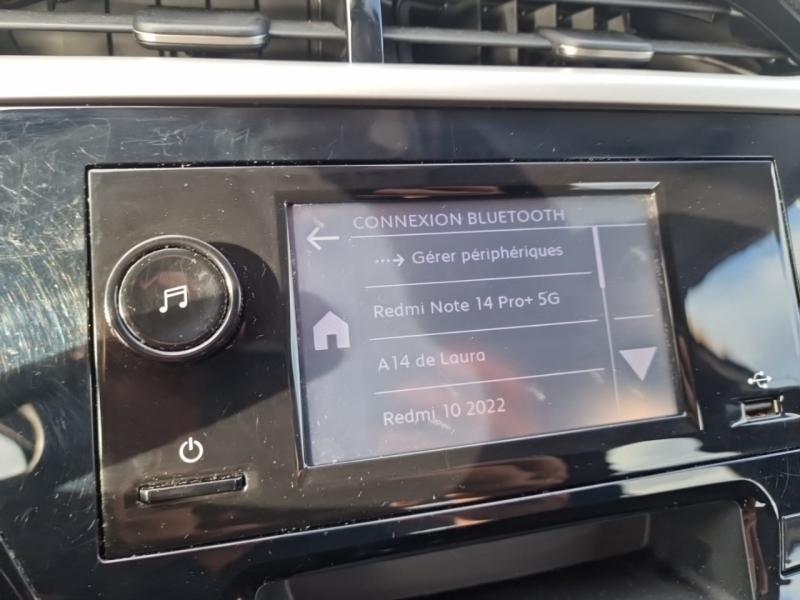 CONNEXION BLUETOOTH
Gérer périphériques
Redmi Note 14 Pro+ 5G
A14 de Laura
Redmi 10 2022